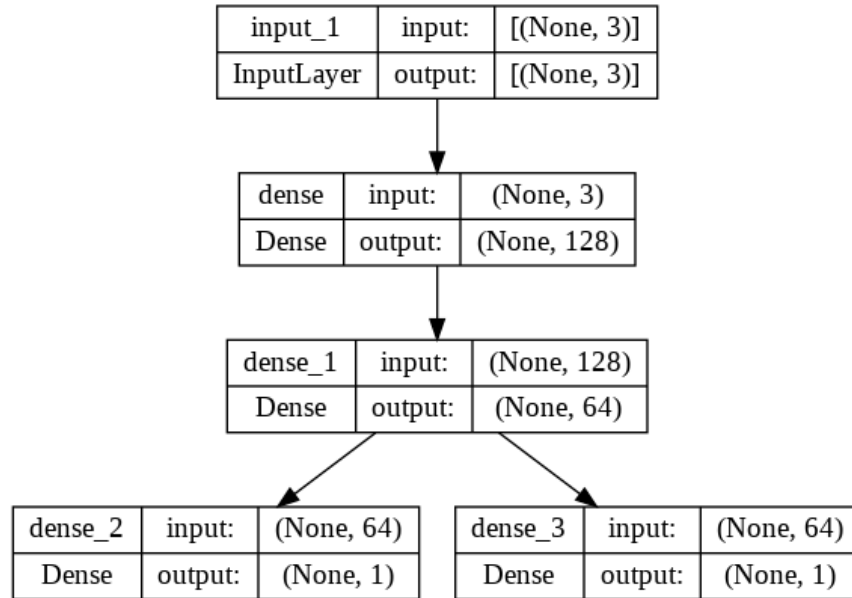 input_1 input: [(None, 3)]
InputLayer output: [(None, 3)]
dense input: (None, 3)
Dense output: (None, 128)
dense_1 input: (None, 128)
Dense output: (None, 64)
dense_2 input: (None, 64)
Dense output: (None, 1)
dense_3 input: (None, 64)
Dense output: (None, 1)